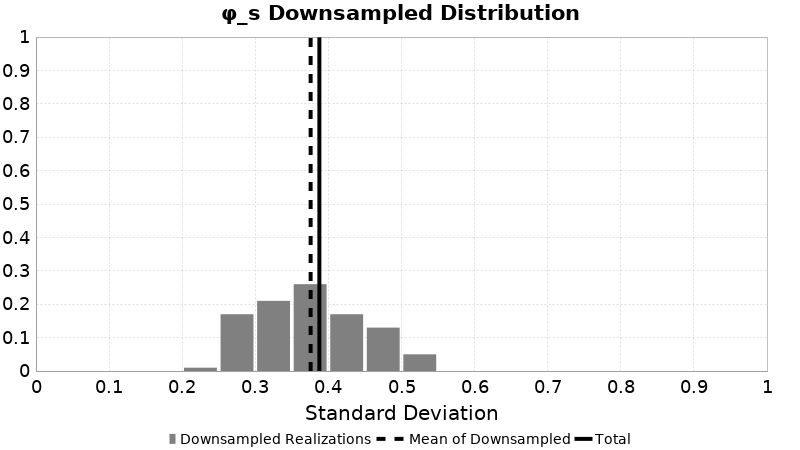 φ_s Downsampled Distribution
1
0.9
0.8
0.7
0.6
0.5
0.4
0.3
0.2
0.1
0
0 0.1 0.2 0.3 0.4 0.5 0.6 0.7 0.8 0.9 1
Standard Deviation
Downsampled Realizations Mean of Downsampled Total